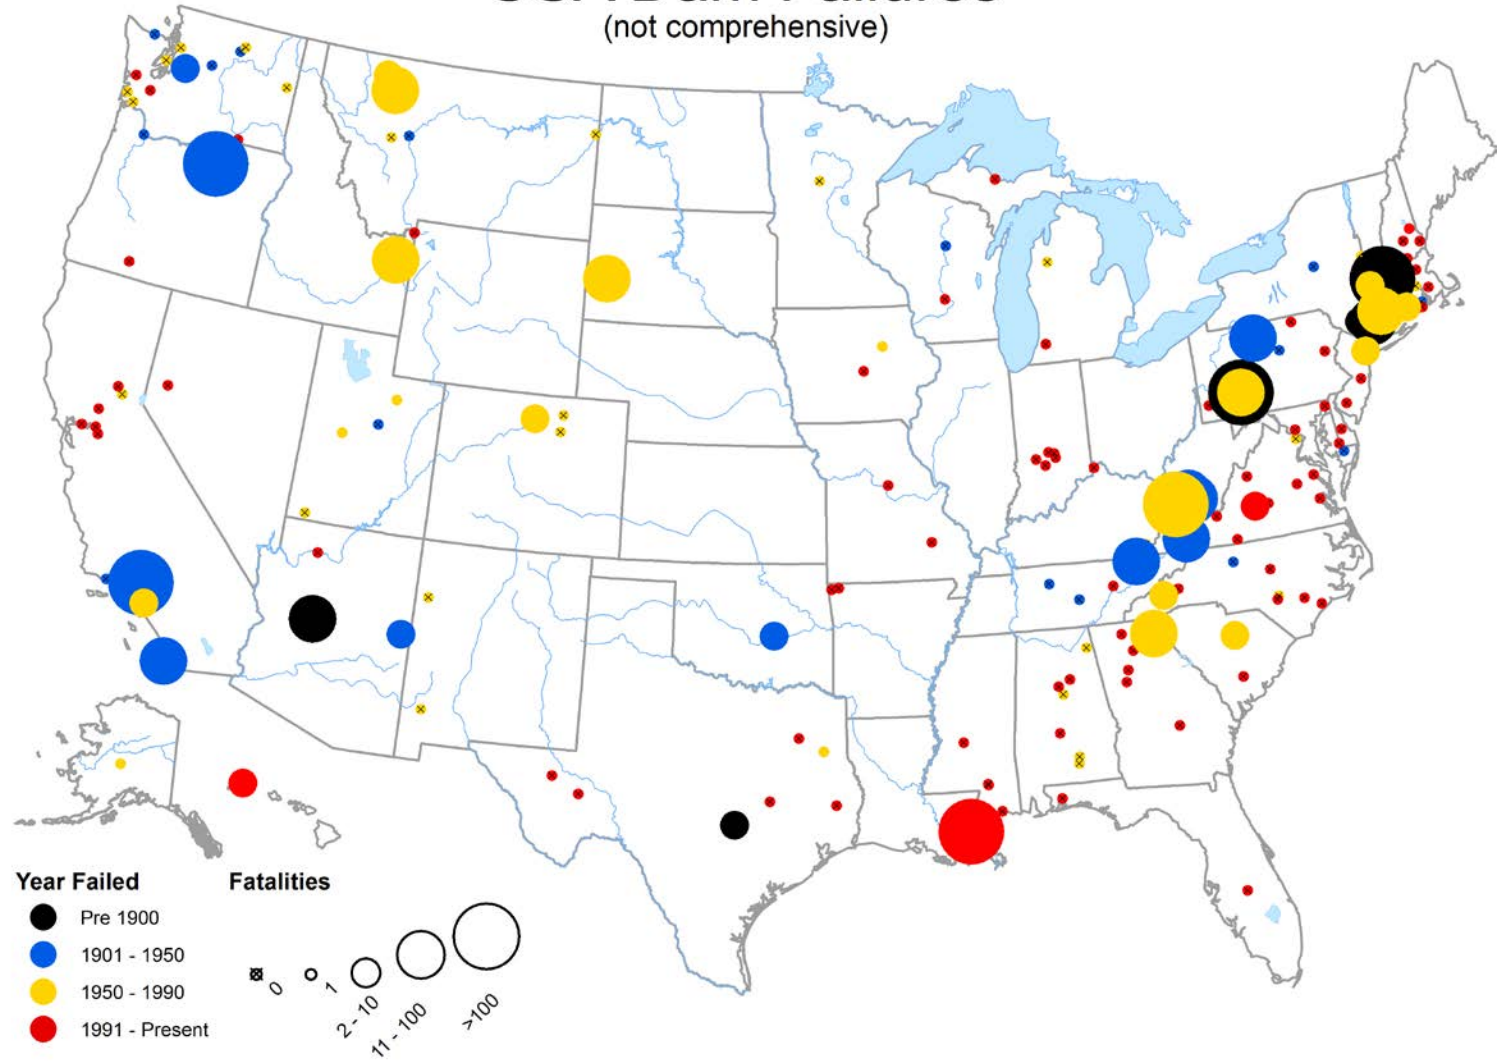 (not comprehensive)
Year Failed
Pre 1900
1901 - 1950
1950 - 1990
1991 - Present
Fatalities
0
1
2 - 10
11 - 100
>100